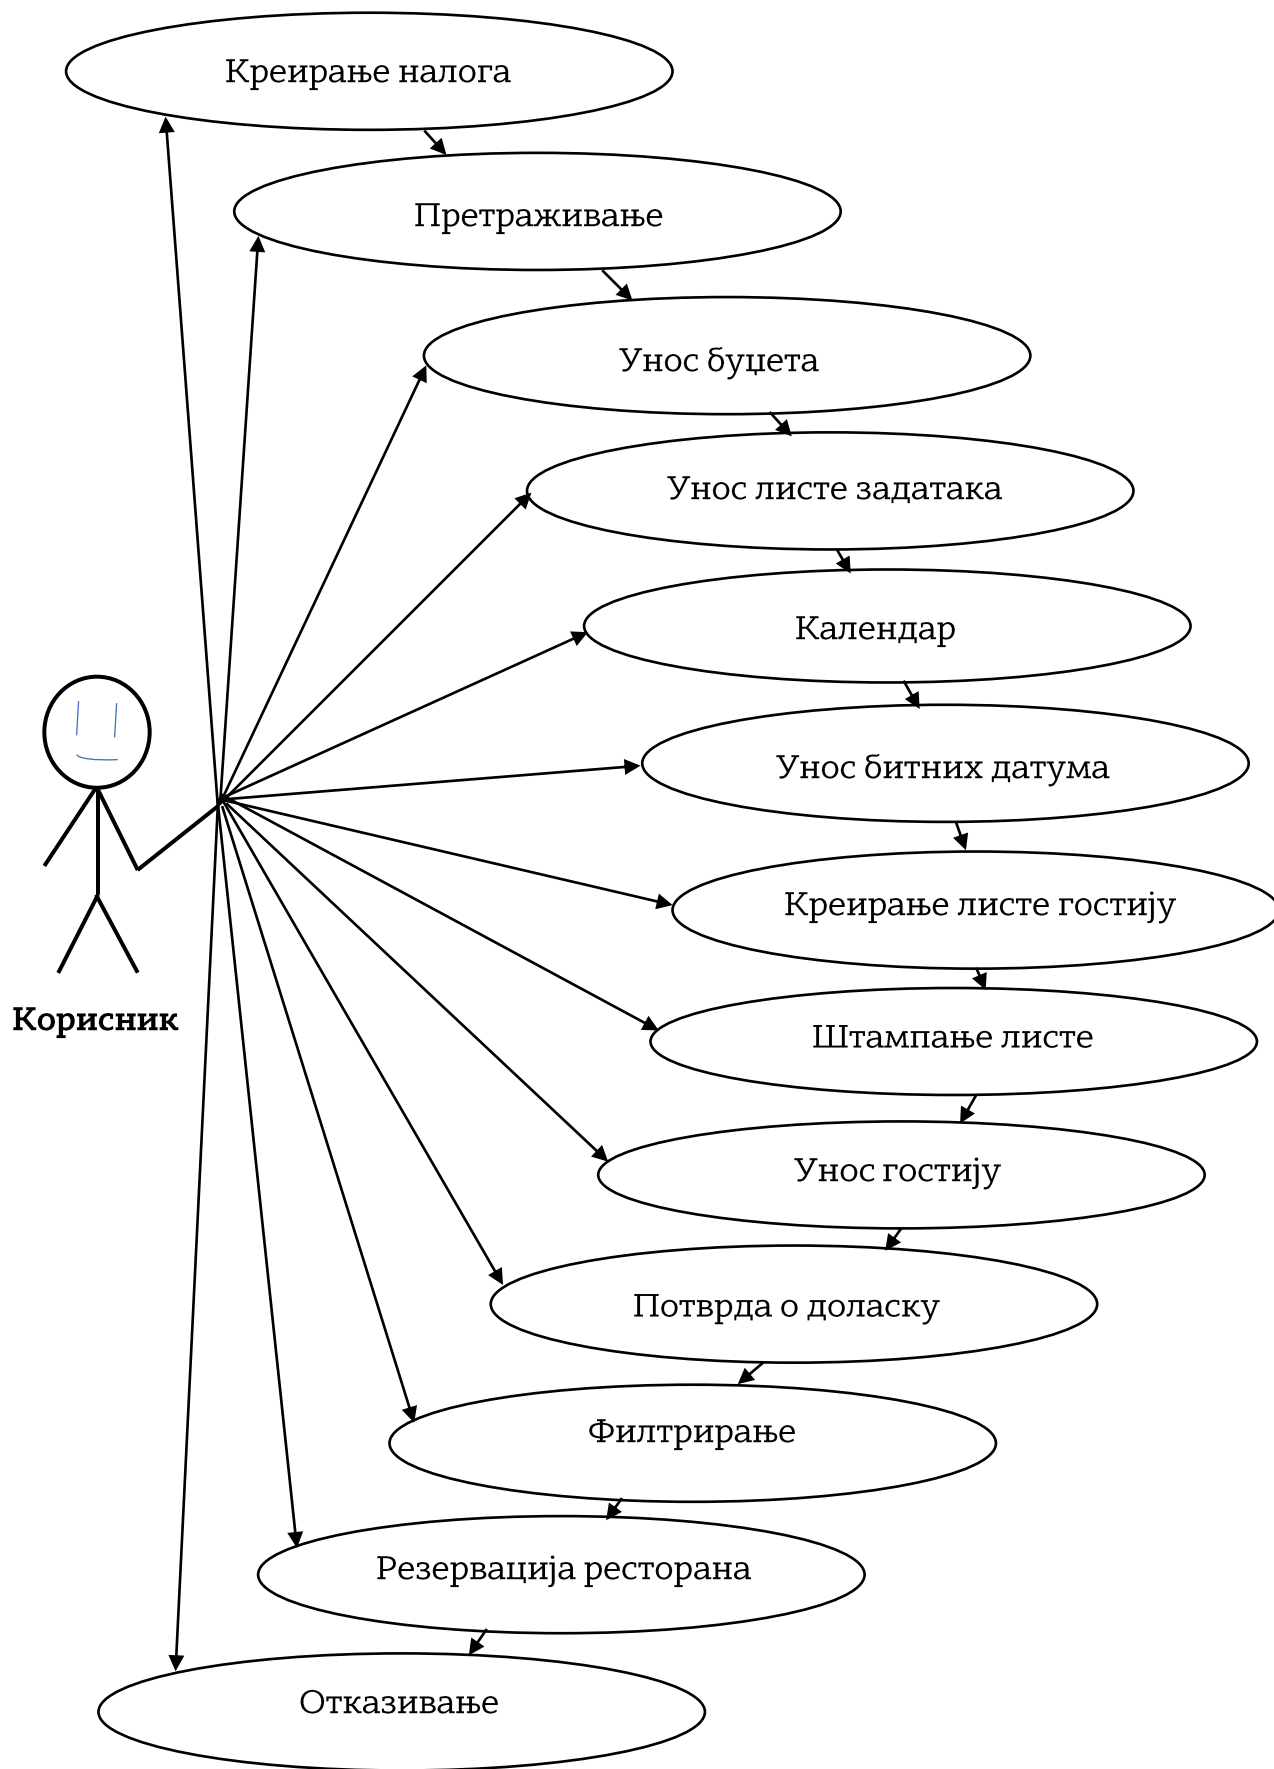 Креирање налога
Претраживање
Унос буџета
Унос листе задатака
Календар
Унос битних датума
Креирање листе гостију
Корисник
Штампање листе
Унос гостију
Потврда о доласку
Филтрирање
Резервација ресторана
Отказивање